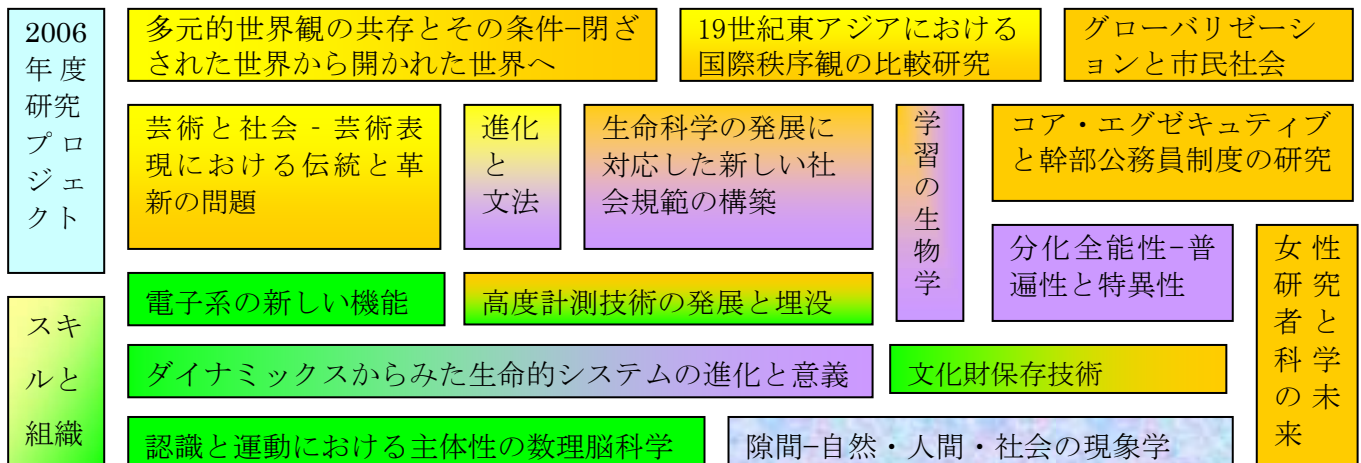 2006
年度
研究
プロ
ジェ
クト
多元的世界観の共存とその条件−閉ざ
された世界から開かれた世界へ
19世紀東アジアにおける
国際秩序観の比較研究
グローバリゼーシ
ョンと市民社会
芸術と社会 - 芸術表
現における伝統と革
新の問題
進化
と
文法
生命科学の発展に
対応した新しい社
会規範の構築
学習の生物学
コア・エグゼキュティブ
と幹部公務員制度の研究
分化全能性−普
遍性と特異性
女性
研究
者と
科学
の未
来
電子系の新しい機能
高度計測技術の発展と埋没
スキ
ルと
組織
ダイナミックスからみた生命的システムの進化と意義
文化財保存技術
認識と運動における主体性の数理脳科学
隙間−自然・人間・社会の現象学